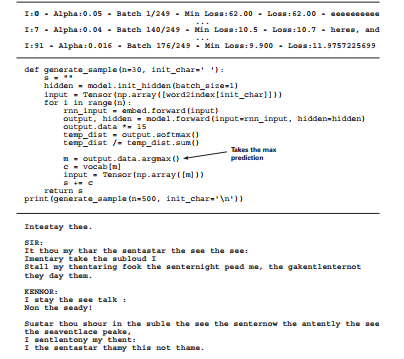 I:0 - Alpha:0.05 - Batch 1/249 - Min Loss:62.00 - Loss:62.00 - eeeeeeeeee
...
I:7 - Alpha:0.04 - Batch 140/249 - Min Loss:10.5 - Loss:10.7 - heres, and
...
I:91 - Alpha:0.016 - Batch 176/249 - Min Loss:9.900 - Loss:11.9757225699
def generate_sample(n=30, init_char=' '):
s = ""
hidden = model.init_hidden(batch_size=1)
input = Tensor(np.array([word2index[init_char]]))
for i in range(n):
rnn_input = embed.forward(input)
output, hidden = model.forward(input=rnn_input, hidden=hidden)
output.data *= 15
temp_dist = output.softmax()
temp_dist /= temp_dist.sum()
Takes the max
prediction
m = output.data.argmax()
c = vocab[m]
input = Tensor(np.array([m]))
s += c
return s
print(generate_sample(n=500, init_char='\n'))
Intestay thee.
SIR:
It thou my thar the sentastar the see the see:
Imentary take the subloud I
Stall my thentaring fook the senternight pead me, the gakentlenternot
they day them.
KENNOR:
I stay the see talk :
Non the seady!
Sustar thou shour in the suble the see the senternow the antently the see
the seaventlace peake,
I sentlentony my thent:
I the sentastar thamy this not thame.